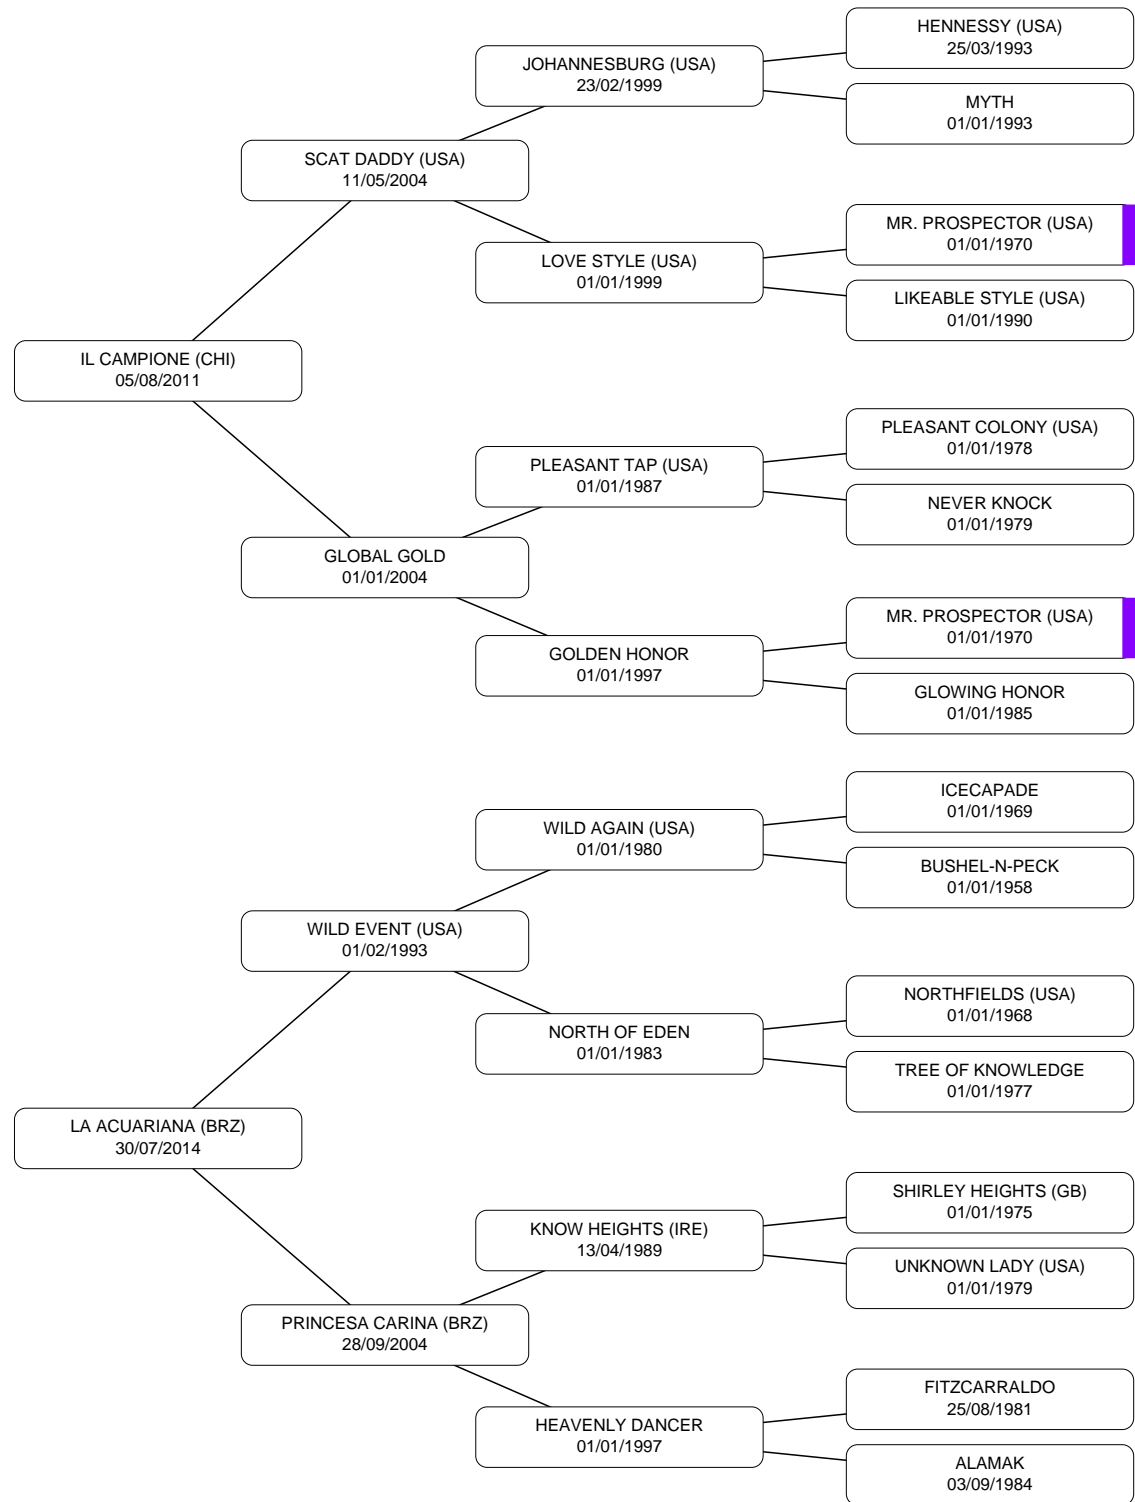 HENNESSY (USA)
25/03/1993
JOHANNESBURG (USA)
23/02/1999
MYTH
01/01/1993
SCAT DADDY (USA)
11/05/2004
MR. PROSPECTOR (USA)
01/01/1970
LOVE STYLE (USA)
01/01/1999
LIKEABLE STYLE (USA)
01/01/1990
IL CAMPIONE (CHI)
05/08/2011
PLEASANT COLONY (USA)
01/01/1978
PLEASANT TAP (USA)
01/01/1987
NEVER KNOCK
01/01/1979
GLOBAL GOLD
01/01/2004
MR. PROSPECTOR (USA)
01/01/1970
GOLDEN HONOR
01/01/1997
GLOWING HONOR
01/01/1985
ICECAPADE
01/01/1969
WILD AGAIN (USA)
01/01/1980
BUSHEL-N-PECK
01/01/1958
WILD EVENT (USA)
01/02/1993
NORTHFIELDS (USA)
01/01/1968
NORTH OF EDEN
01/01/1983
TREE OF KNOWLEDGE
01/01/1977
LA ACUARIANA (BRZ)
30/07/2014
SHIRLEY HEIGHTS (GB)
01/01/1975
KNOW HEIGHTS (IRE)
13/04/1989
UNKNOWN LADY (USA)
01/01/1979
PRINCESA CARINA (BRZ)
28/09/2004
FITZCARRALDO
25/08/1981
HEAVENLY DANCER
01/01/1997
ALAMAK
03/09/1984